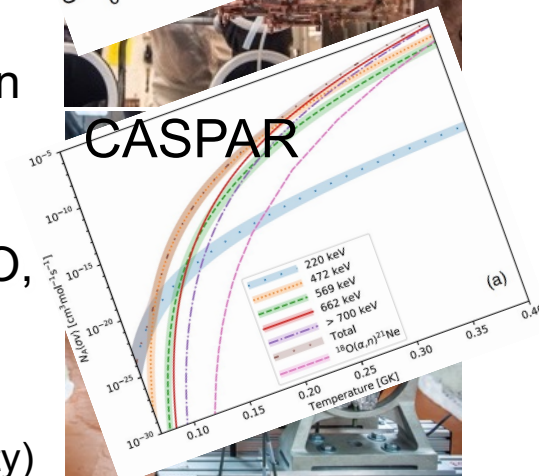 n
CASPAR
O,
y)
10⁻⁵
10⁻¹⁰
10⁻¹⁵
10⁻²⁰
10⁻²⁵
10⁻³⁰
N_A⟨σv⟩ [cm³mol⁻¹s⁻¹]
220 keV
472 keV
569 keV
662 keV
> 700 keV
Total
¹⁸O(α,n)²¹Ne
(a)
0.10
0.15
0.20
0.25
0.30
0.35
0.40
Temperature [GK]